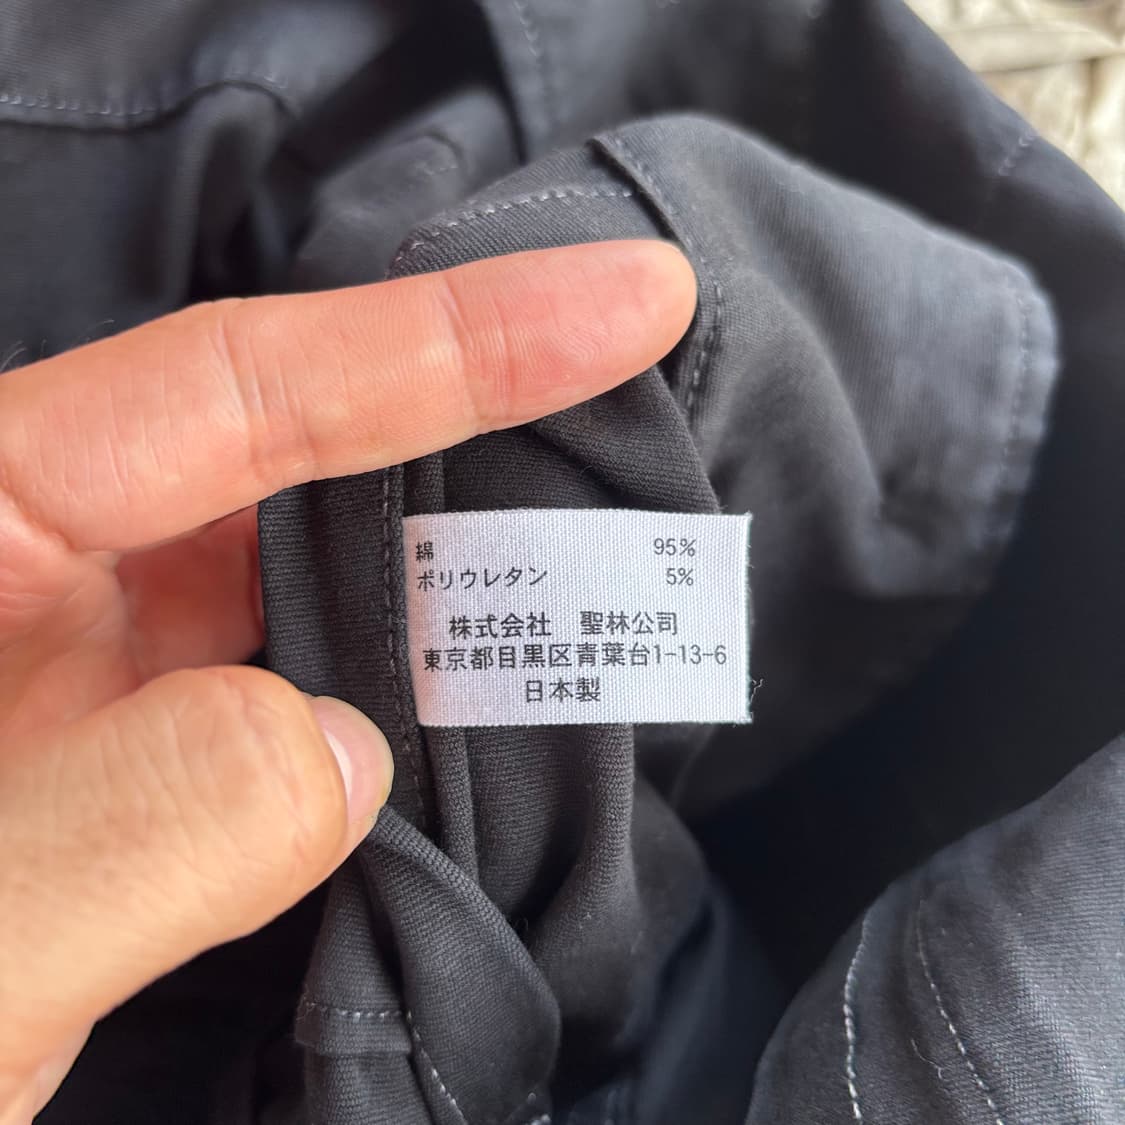 綿 95%
ポリウレタン 5%
株式会社 聖林公司
東京都目黒区青葉台1-13-6
日本製